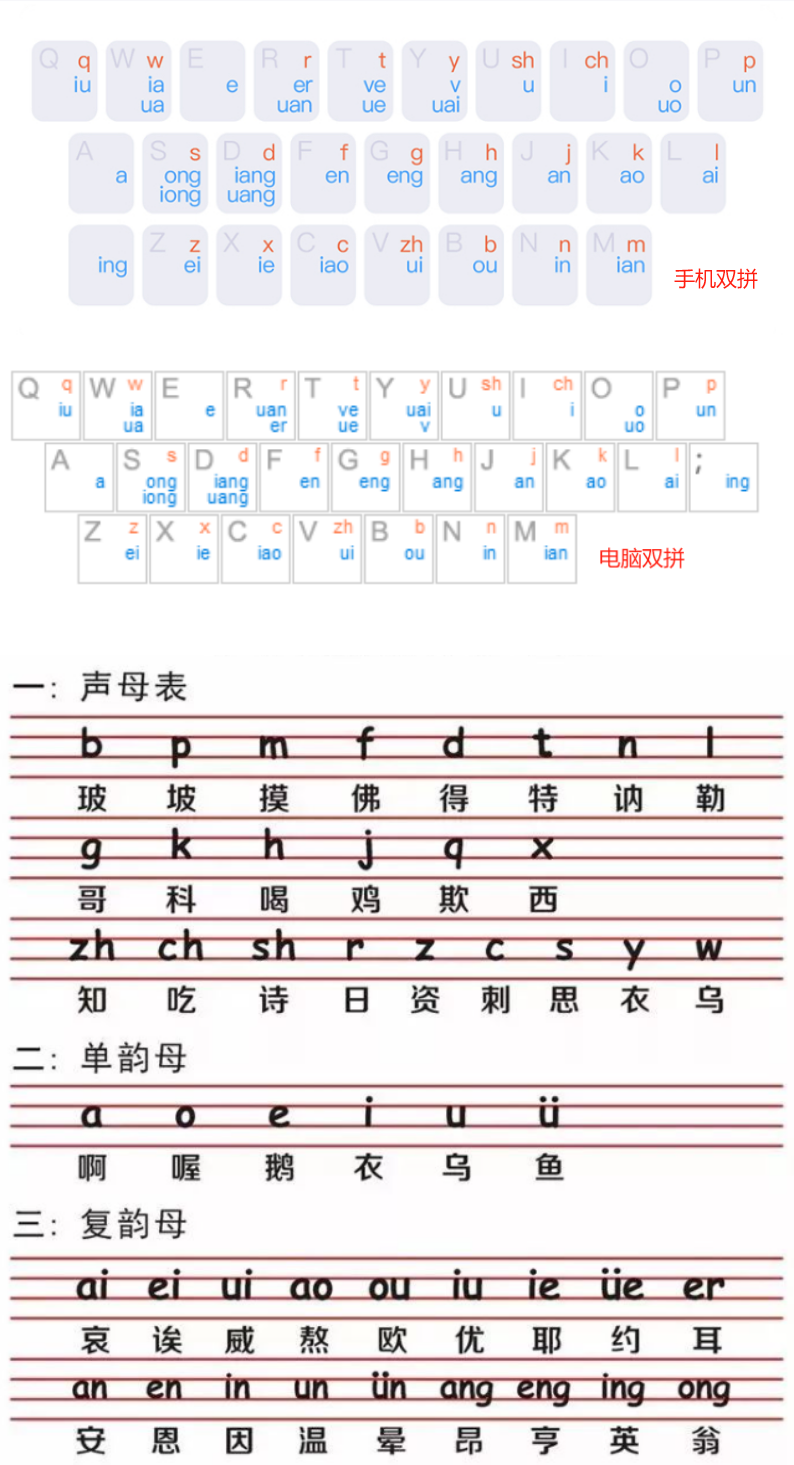 Q q W w E R r T t Y y U sh I ch O P p
iu ia e er ve v u i o un
ua uan ue uai uo
A S s D d F f G g H h J j K k L l
a ong iang en eng ang an ao ai
iong uang
Z z X x C c V zh B b N n M m
ing ei ie iao ui ou in ian
手机双拼
Q q W w E R r T t Y y U sh I ch O P p
iu ia e uan ve uai u i o un
ua er ue v uo
A S s D d F f G g H h J j K k L l ;
a ong iang en eng ang an ao ai ing
iong uang
Z z X x C c V zh B b N n M m
ei ie iao ui ou in ian
电脑双拼
一: 声母表
b p m f d t n l
玻 坡 摸 佛 得 特 讷 勒
g k h j q x
哥 科 喝 鸡 欺 西
zh ch sh r z c s y w
知 吃 诗 日 资 刺 思 衣 乌
二: 单韵母
a o e i u ü
啊 喔 鹅 衣 乌 鱼
三: 复韵母
ai ei ui ao ou iu ie üe er
哀 诶 威 熬 欧 优 耶 约 耳
an en in un ün ang eng ing ong
安 恩 因 温 晕 昂 亨 英 翁